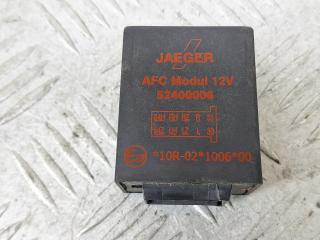 JAEGER
AFC Modul 12V.
52400006
*10R-02*1006*00